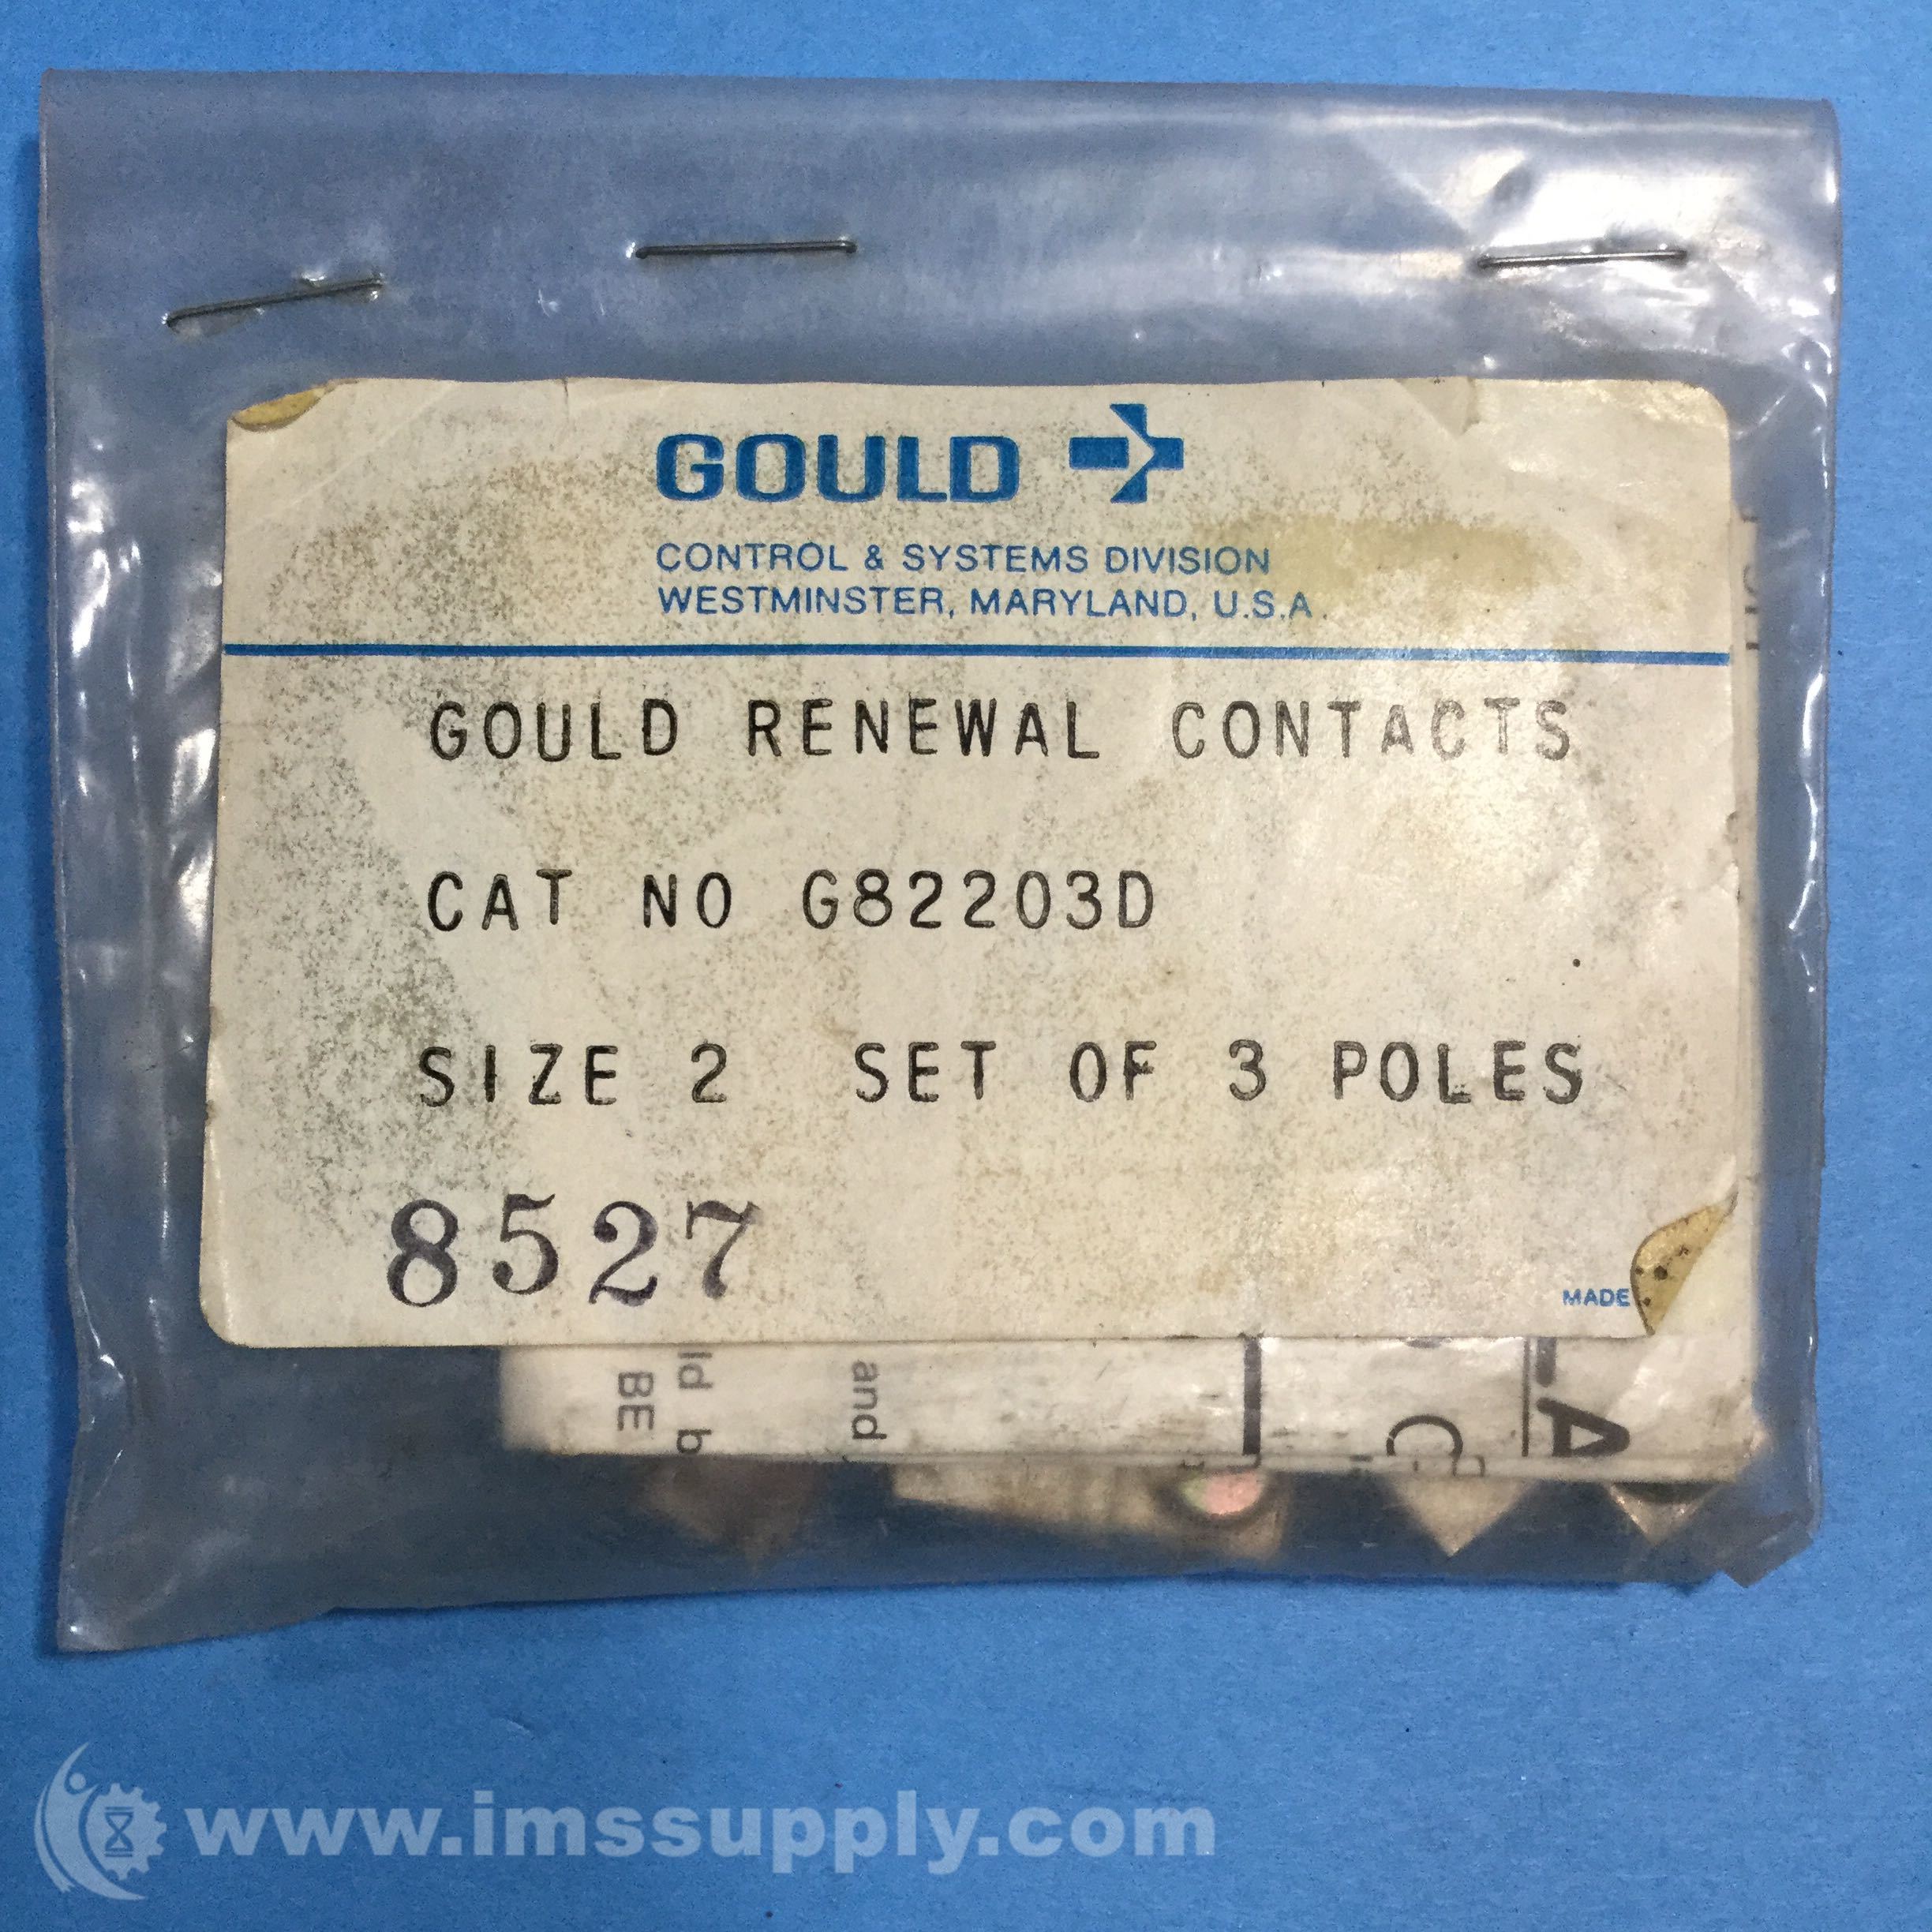 GOULD
CONTROL & SYSTEMS DIVISION
WESTMINSTER, MARYLAND, U.S.A.
GOULD RENEWAL CONTACTS
CAT NO G82203D
SIZE 2 SET OF 3 POLES
8527
MADE
BE
ld b
and
www.imssupply.com